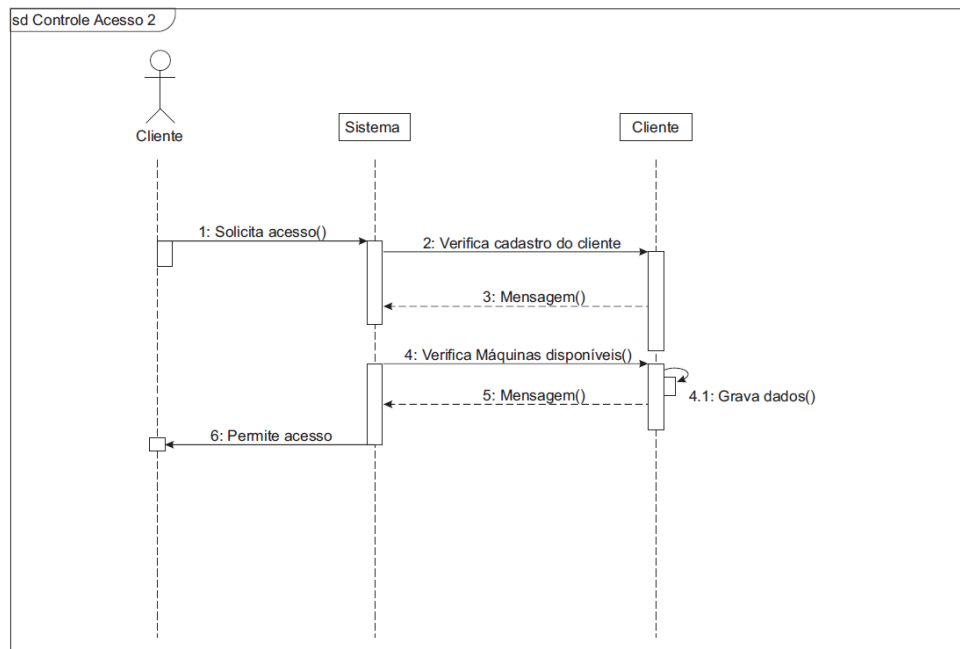 sd Controle Acesso 2
Cliente
Sistema
Cliente
1: Solicita acesso()
2: Verifica cadastro do cliente
3: Mensagem()
4: Verifica Máquinas disponíveis()
4.1: Grava dados()
5: Mensagem()
6: Permite acesso